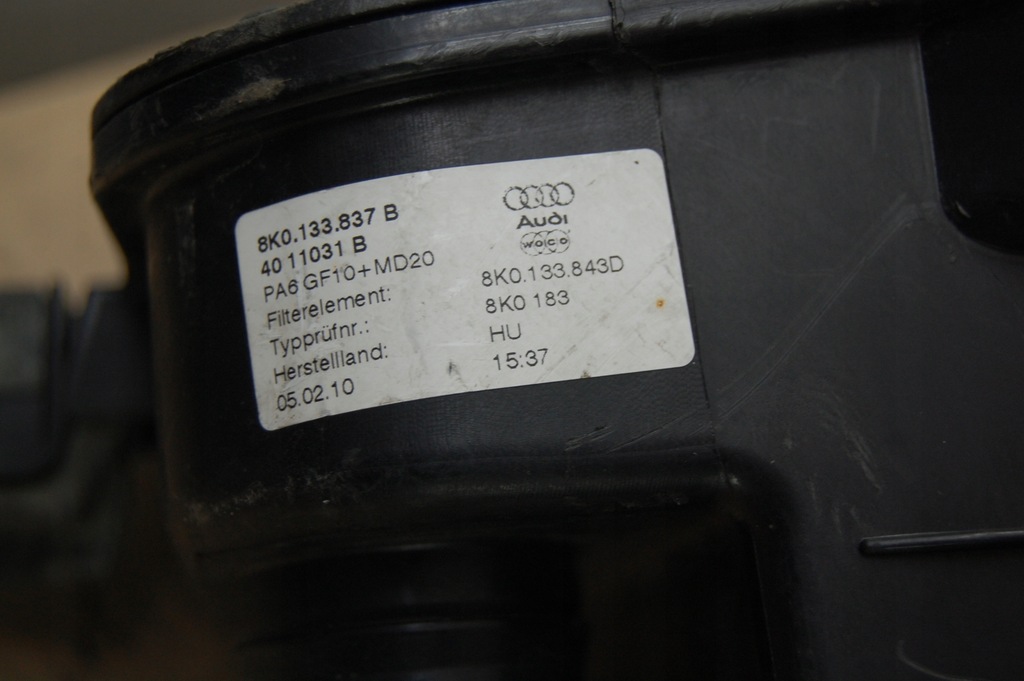 8K0.133.837 B
40 11031 B
PA6 GF10+MD20
Filterelement:
Typprüfnr.:
Herstellland:
05.02.10
Audi
WOCO
8K0.133.843D
8K0 183
HU
15:37